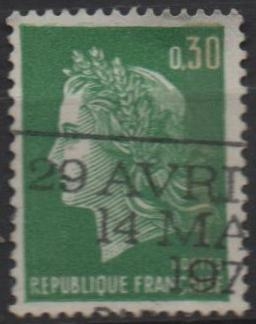 0,30
29 AVRI
14 MA
197
REPUBLIQUE FRANÇAISE